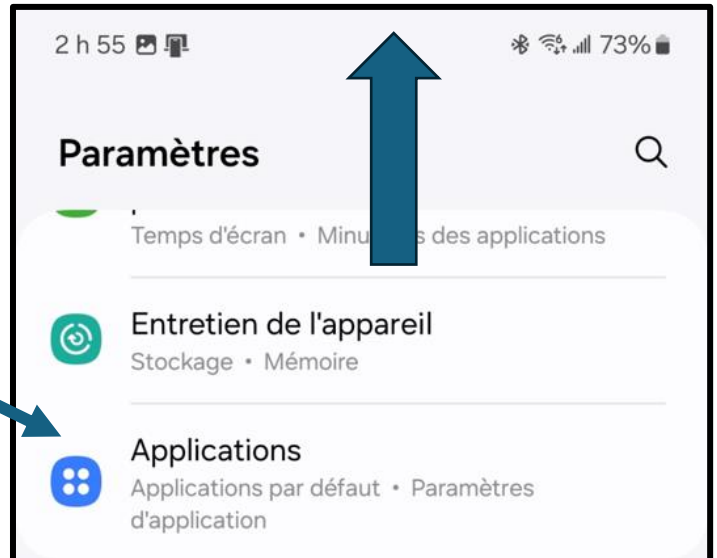 2 h 55 73%
Paramètres
Temps d'écran • Minu s des applications
Entretien de l'appareil
Stockage • Mémoire
Applications
Applications par défaut • Paramètres
d'application